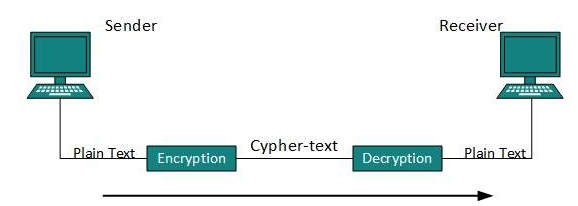 Sender
Receiver
Plain Text
Encryption
Cypher-text
Decryption
Plain Text